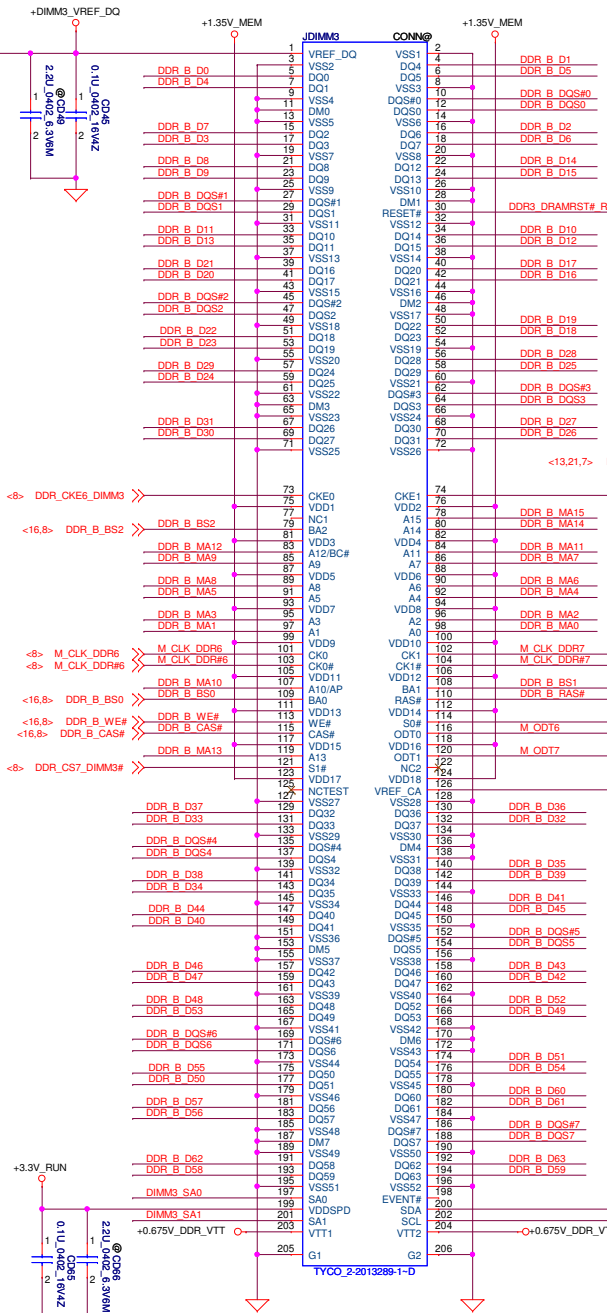 +DIMM3_VREF_DQ
+1.35V_MEM
+1.35V_MEM
JDIMM3 CONN@
1 VREF_DQ VSS1 2
3 VSS2 DQ4 4 DDR_B_D1
DDR_B_D0 5 DQ0 DQ5 6 DDR_B_D5
DDR_B_D4 7 DQ1 VSS3 8
9 VSS4 DQS#0 10 DDR_B_DQS#0
11 DM0 DQS0 12 DDR_B_DQS0
13 VSS5 VSS6 14
DDR_B_D7 15 DQ2 DQ6 16 DDR_B_D2
DDR_B_D3 17 DQ3 DQ7 18 DDR_B_D6
19 VSS7 VSS8 20
DDR_B_D8 21 DQ8 DQ12 22 DDR_B_D14
DDR_B_D9 23 DQ9 DQ13 24 DDR_B_D15
25 VSS9 VSS10 26
DDR_B_DQS#1 27 DQS#1 DM1 28
DDR_B_DQS1 29 DQS1 RESET# 30 DDR3_DRAMRST#_R
31 VSS11 VSS12 32
DDR_B_D11 33 DQ10 DQ14 34 DDR_B_D10
DDR_B_D13 35 DQ11 DQ15 36 DDR_B_D12
37 VSS13 VSS14 38
DDR_B_D21 39 DQ16 DQ20 40 DDR_B_D17
DDR_B_D20 41 DQ17 DQ21 42 DDR_B_D16
43 VSS15 VSS16 44
DDR_B_DQS#2 45 DQS#2 DM2 46
DDR_B_DQS2 47 DQS2 VSS17 48
49 VSS18 DQ22 50 DDR_B_D19
DDR_B_D22 51 DQ18 DQ23 52 DDR_B_D18
DDR_B_D23 53 DQ19 VSS19 54
55 VSS20 DQ28 56 DDR_B_D28
DDR_B_D29 57 DQ24 DQ29 58 DDR_B_D25
DDR_B_D24 59 DQ25 VSS21 60
61 VSS22 DQS#3 62 DDR_B_DQS#3
63 DM3 DQS3 64 DDR_B_DQS3
65 VSS23 VSS24 66
DDR_B_D31 67 DQ26 DQ30 68 DDR_B_D27
DDR_B_D30 69 DQ27 DQ31 70 DDR_B_D26
71 VSS25 VSS26 72
<13,21,7>
<8> DDR_CKE6_DIMM3 73 CKE0 CKE1 74
75 VDD1 VDD2 76
77 NC1 A15 78 DDR_B_MA15
<16,8> DDR_B_BS2 DDR_B_BS2 79 BA2 A14 80 DDR_B_MA14
81 VDD3 VDD4 82
DDR_B_MA12 83 A12/BC# A11 84 DDR_B_MA11
DDR_B_MA9 85 A9 A7 86 DDR_B_MA7
87 VDD5 VDD6 88
DDR_B_MA8 89 A8 A6 90 DDR_B_MA6
DDR_B_MA5 91 A5 A4 92 DDR_B_MA4
93 VDD7 VDD8 94
DDR_B_MA3 95 A3 A2 96 DDR_B_MA2
DDR_B_MA1 97 A1 A0 98 DDR_B_MA0
99 VDD9 VDD10 100
<8> M_CLK_DDR6 M_CLK_DDR6 101 CK0 CK1 102 M_CLK_DDR7
<8> M_CLK_DDR#6 M_CLK_DDR#6 103 CK0# CK1# 104 M_CLK_DDR#7
105 VDD11 VDD12 106
DDR_B_MA10 107 A10/AP BA1 108 DDR_B_BS1
<16,8> DDR_B_BS0 DDR_B_BS0 109 BA0 RAS# 110 DDR_B_RAS#
111 VDD13 VDD14 112
<16,8> DDR_B_WE# DDR_B_WE# 113 WE# S0# 114
<16,8> DDR_B_CAS# DDR_B_CAS# 115 CAS# ODT0 116 M_ODT6
117 VDD15 VDD16 118
DDR_B_MA13 119 A13 ODT1 120 M_ODT7
<8> DDR_CS7_DIMM3# 121 S1# NC2 122
123 VDD17 VDD18 124
125 NCTEST VREF_CA 126
127 VSS27 VSS28 128
DDR_B_D37 129 DQ32 DQ36 130 DDR_B_D36
DDR_B_D33 131 DQ33 DQ37 132 DDR_B_D32
133 VSS29 VSS30 134
DDR_B_DQS#4 135 DQS#4 DM4 136
DDR_B_DQS4 137 DQS4 VSS31 138
139 VSS32 DQ38 140 DDR_B_D35
DDR_B_D38 141 DQ34 DQ39 142 DDR_B_D39
DDR_B_D34 143 DQ35 VSS33 144
145 VSS34 DQ44 146 DDR_B_D41
DDR_B_D44 147 DQ40 DQ45 148 DDR_B_D45
DDR_B_D40 149 DQ41 VSS35 150
151 VSS36 DQS#5 152 DDR_B_DQS#5
153 DM5 DQS5 154 DDR_B_DQS5
155 VSS37 VSS38 156
DDR_B_D46 157 DQ42 DQ46 158 DDR_B_D43
DDR_B_D47 159 DQ43 DQ47 160 DDR_B_D42
161 VSS39 VSS40 162
DDR_B_D48 163 DQ48 DQ52 164 DDR_B_D52
DDR_B_D53 165 DQ49 DQ53 166 DDR_B_D49
167 VSS41 VSS42 168
DDR_B_DQS#6 169 DQS#6 DM6 170
DDR_B_DQS6 171 DQS6 VSS43 172
173 VSS44 DQ54 174 DDR_B_D51
DDR_B_D55 175 DQ50 DQ55 176 DDR_B_D54
DDR_B_D50 177 DQ51 VSS45 178
179 VSS46 DQ60 180 DDR_B_D60
DDR_B_D57 181 DQ56 DQ61 182 DDR_B_D61
DDR_B_D56 183 DQ57 VSS47 184
185 VSS48 DQS#7 186 DDR_B_DQS#7
187 DM7 DQS7 188 DDR_B_DQS7
189 VSS49 VSS50 190
DDR_B_D62 191 DQ58 DQ62 192 DDR_B_D63
DDR_B_D58 193 DQ59 DQ63 194 DDR_B_D59
195 VSS51 VSS52 196
DIMM3_SA0 197 SA0 EVENT# 198
199 VDDSPD SDA 200
DIMM3_SA1 201 SA1 SCL 202
+0.675V_DDR_VTT 203 VTT1 VTT2 204 +0.675V_DDR_VT
205 G1 G2 206
TYCO_2-2013289-1~D
1 2
2.2U_0402_6.3V6M
@CD49
1 2
0.1U_0402_16V4Z
CD45
+3.3V_RUN
1 2
0.1U_0402_16V4Z
CD65
1 2
2.2U_0402_6.3V6M
@CD66